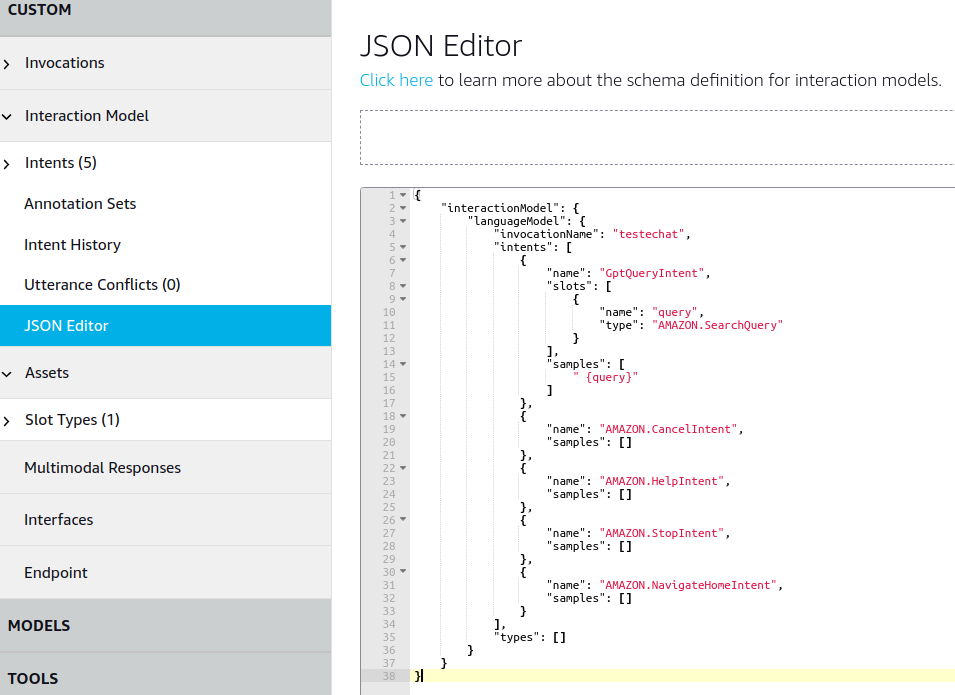 CUSTOM
Invocations
Interaction Model
Intents (5)
Annotation Sets
Intent History
Utterance Conflicts (0)
JSON Editor
Assets
Slot Types (1)
Multimodal Responses
Interfaces
Endpoint
MODELS
TOOLS
JSON Editor
Click here to learn more about the schema definition for interaction models.
1 {
2 "interactionModel": {
3 "languageModel": {
4 "invocationName": "testechat",
5 "intents": [
6 {
7 "name": "GptQueryIntent",
8 "slots": [
9 {
10 "name": "query",
11 "type": "AMAZON.SearchQuery"
12 }
13 ],
14 "samples": [
15 " {query}"
16 ]
17 },
18 {
19 "name": "AMAZON.CancelIntent",
20 "samples": []
21 },
22 {
23 "name": "AMAZON.HelpIntent",
24 "samples": []
25 },
26 {
27 "name": "AMAZON.StopIntent",
28 "samples": []
29 },
30 {
31 "name": "AMAZON.NavigateHomeIntent",
32 "samples": []
33 }
34 ],
35 "types": []
36 }
37 }
38 }